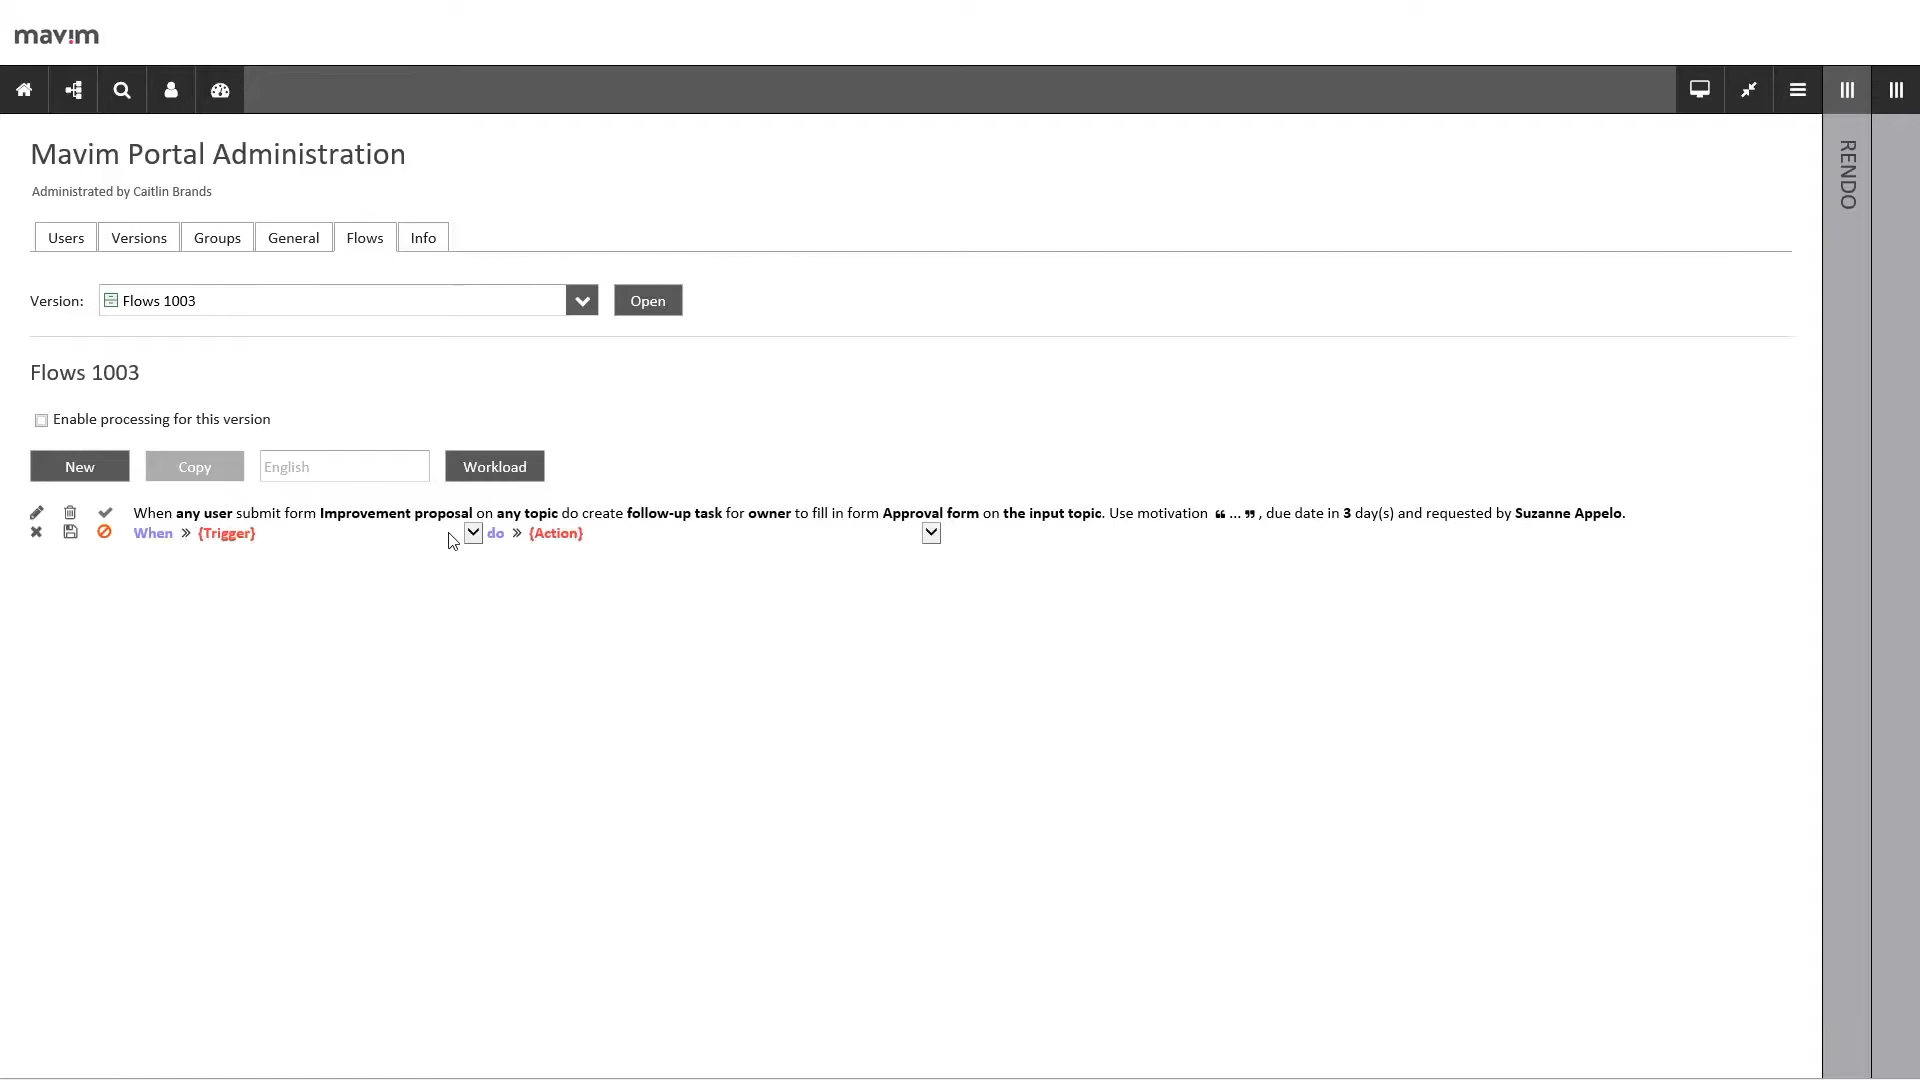 mavim
RENDO
Mavim Portal Administration
Administrated by Caitlin Brands
Users Versions Groups General Flows Info
Version: Flows 1003 Open
Flows 1003
Enable processing for this version
New Copy English Workload
When any user submit form Improvement proposal on any topic do create follow-up task for owner to fill in form Approval form on the input topic. Use motivation “ ... ” , due date in 3 day(s) and requested by Suzanne Appelo.
When » {Trigger} do » {Action}